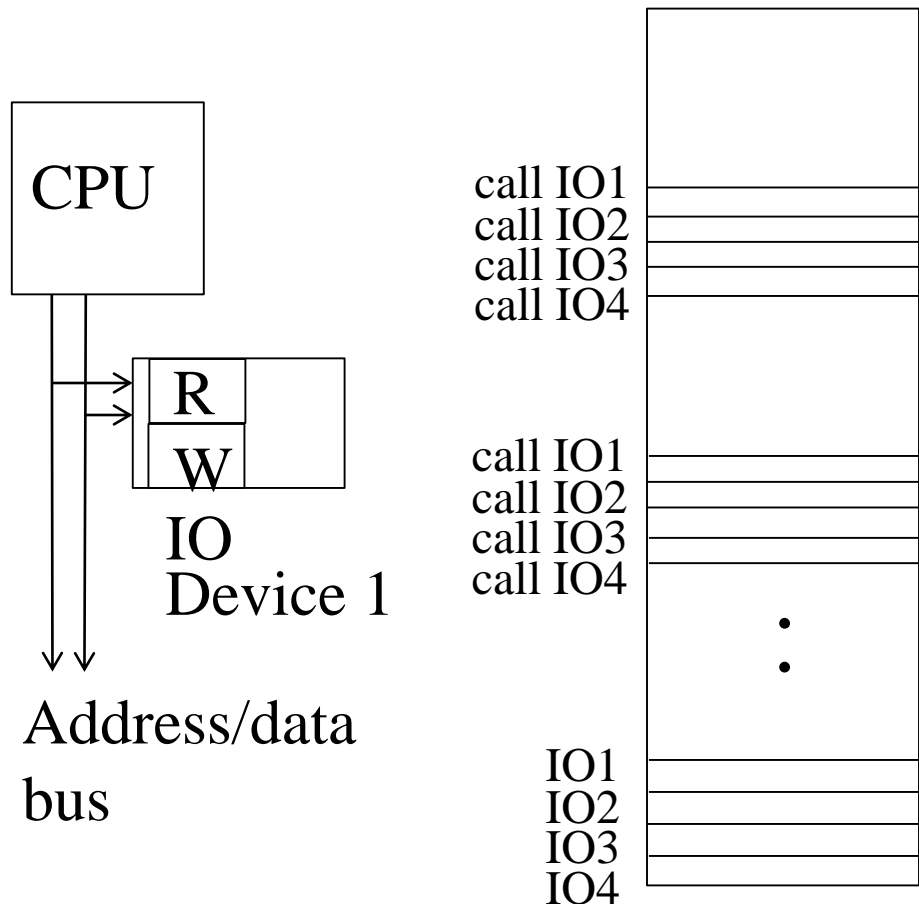 CPU
R
W
IO
Device 1
Address/data
bus
call IO1
call IO2
call IO3
call IO4
call IO1
call IO2
call IO3
call IO4
IO1
IO2
IO3
IO4